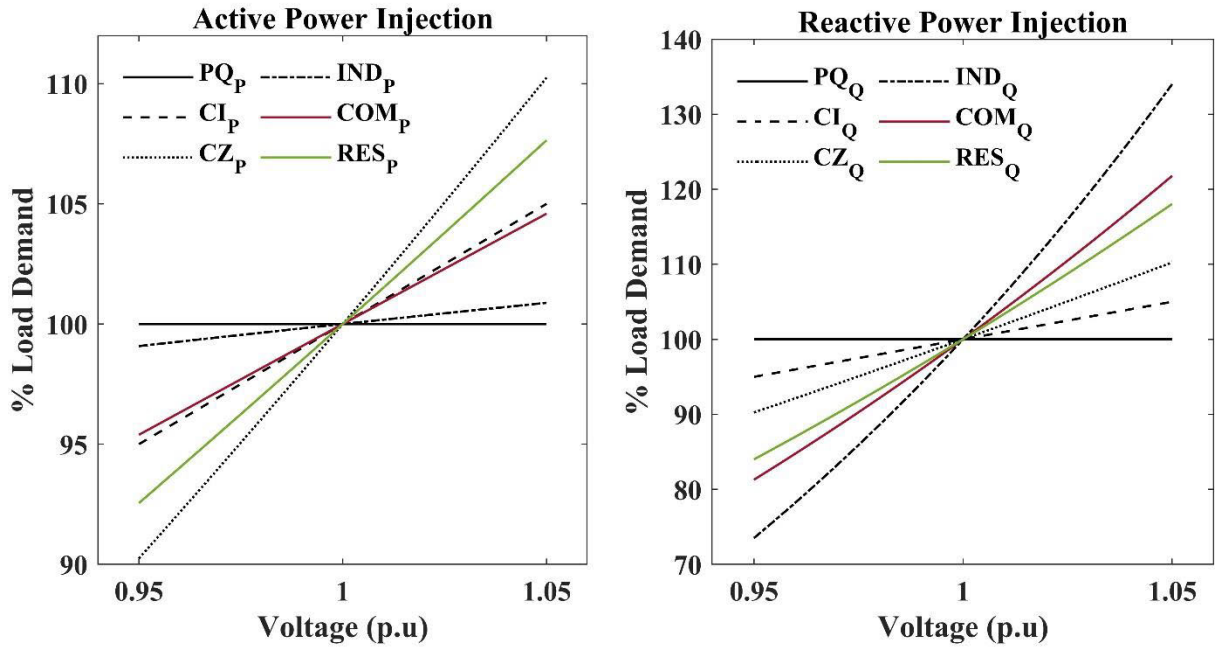 Active Power Injection
PQ_P IND_P
CI_P COM_P
CZ_P RES_P
110
105
100
95
90
% Load Demand
0.95 1 1.05
Voltage (p.u)
Reactive Power Injection
PQ_Q IND_Q
CI_Q COM_Q
CZ_Q RES_Q
140
130
120
110
100
90
80
70
% Load Demand
0.95 1 1.05
Voltage (p.u)